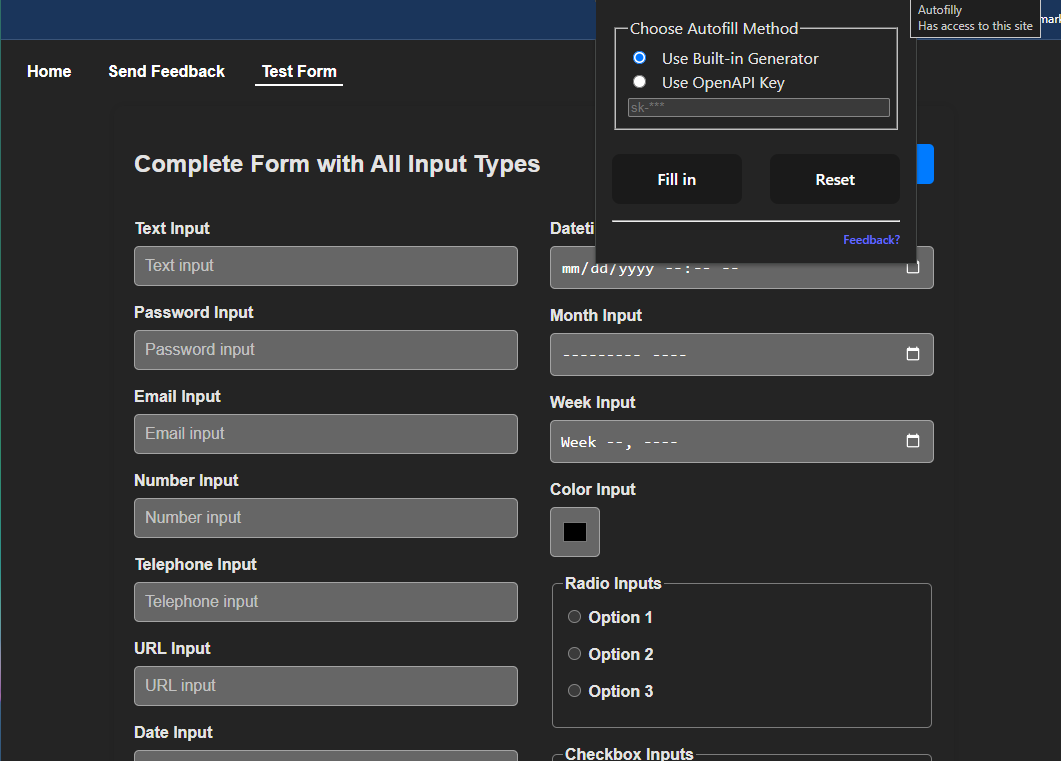 Autofilly
Has access to this site
mark
Choose Autofill Method
Use Built-in Generator
Use OpenAPI Key
sk-***
Fill in
Reset
Feedback?
Home
Send Feedback
Test Form
Complete Form with All Input Types
Text Input
Text input
Password Input
Password input
Email Input
Email input
Number Input
Number input
Telephone Input
Telephone input
URL Input
URL input
Date Input
Dateti
mm/dd/yyyy --:-- --
Month Input
--------- ----
Week Input
Week --, ----
Color Input
Radio Inputs
Option 1
Option 2
Option 3
Checkbox Inputs